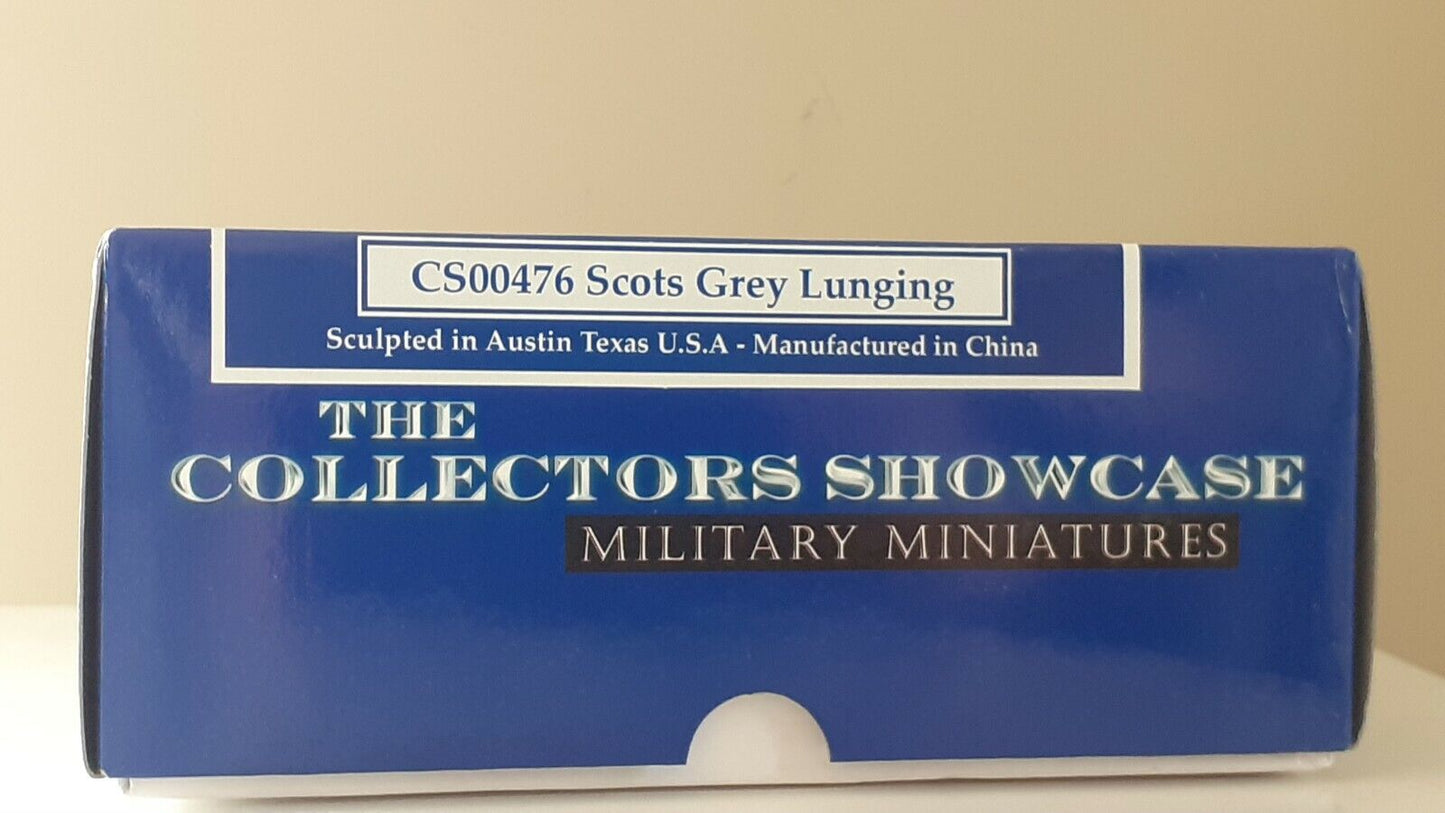 CS00476 Scots Grey Lunging
Sculpted in Austin Texas U.S.A - Manufactured in China
THE
COLLECTORS SHOWCASE
MILITARY MINIATURES